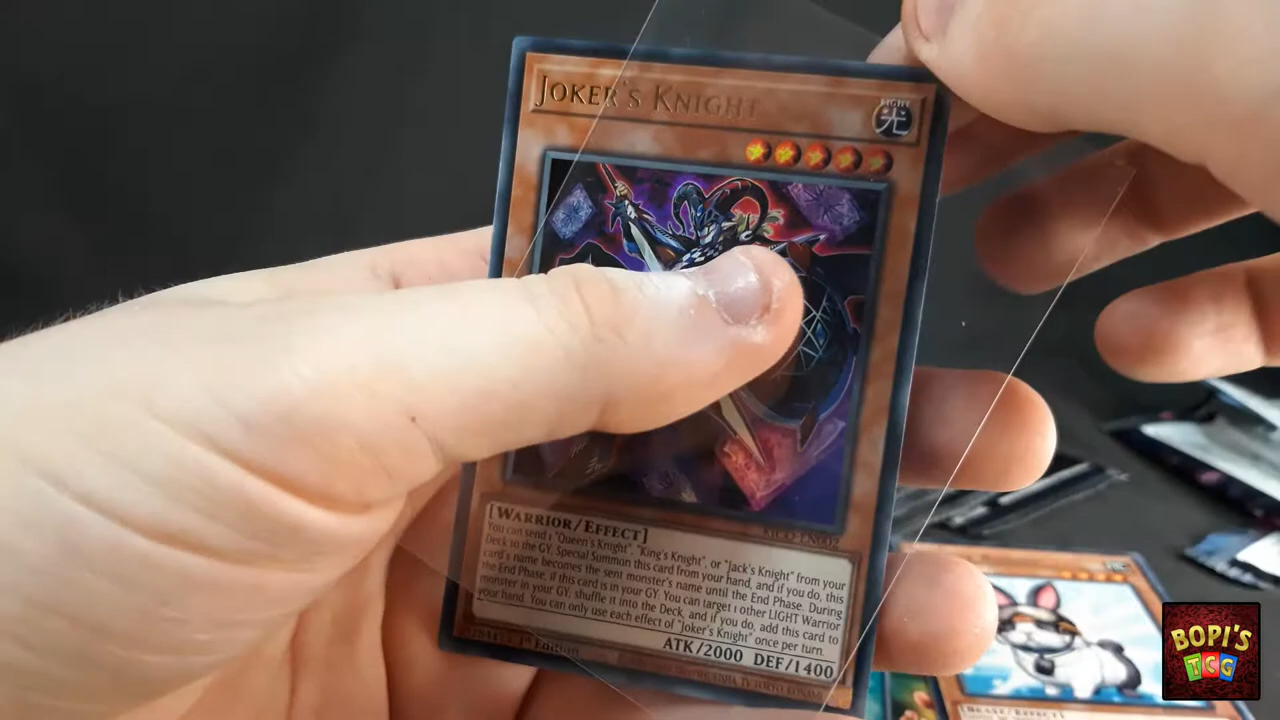 JOKER'S KNIGHT
LIGHT
光
[WARRIOR/EFFECT]
You can send 1 "Queen's Knight", "King's Knight", or "Jack's Knight" from your
Deck to the GY, Special Summon this card from your hand, and if you do, this
card's name becomes the sent monster's name until the End Phase. During
the End Phase, if this card is in your GY: You can target 1 other LIGHT Warrior
monster in your GY; shuffle it into the Deck, and if you do, add this card to
your hand. You can only use each effect of "Joker's Knight" once per turn.
ATK/2000 DEF/1400
1st Edition
BOPI'S
TCG